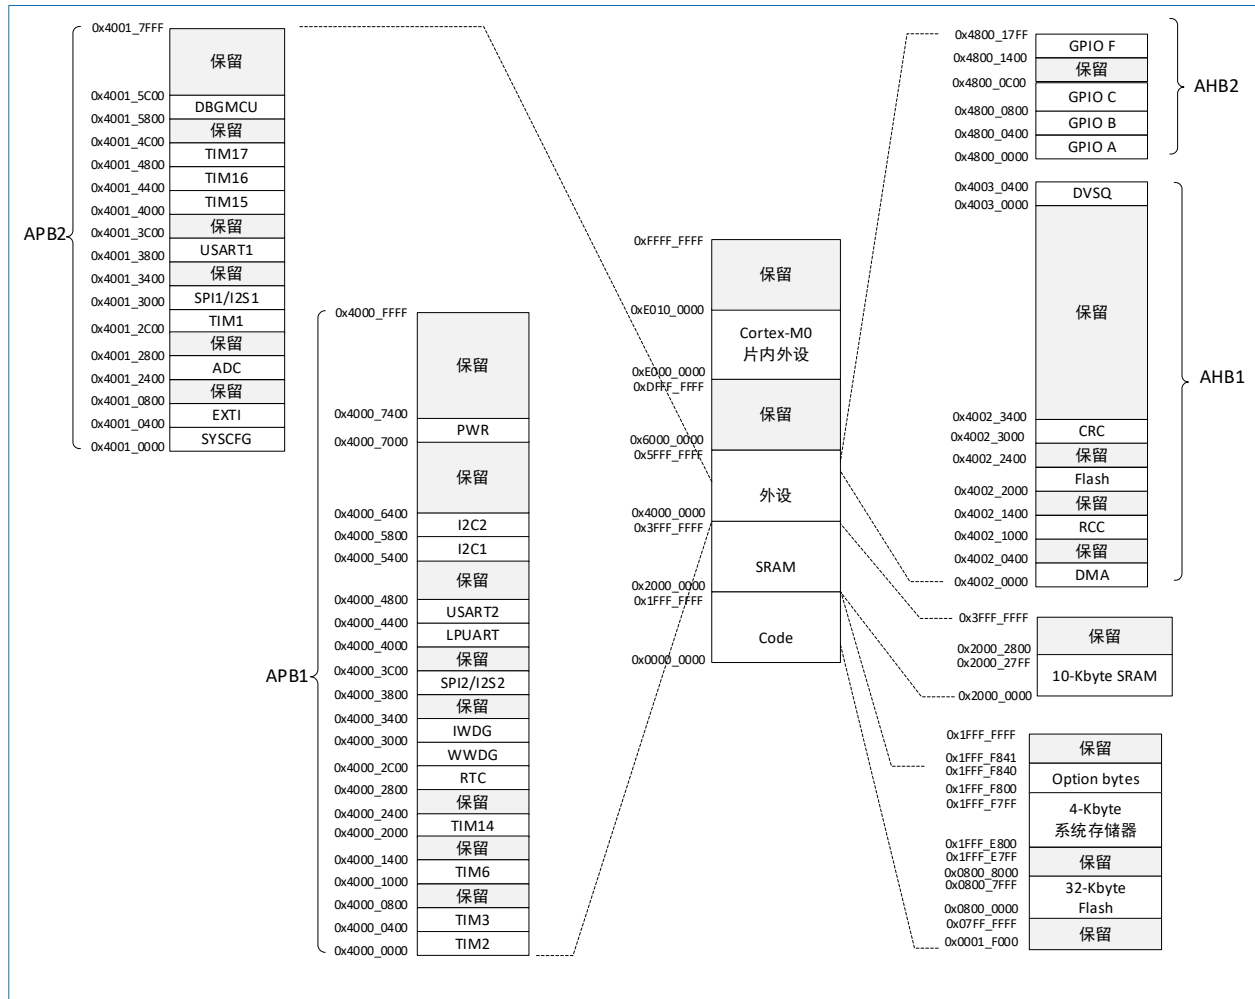 0x4001_7FFF
保留
0x4001_5C00
DBGMCU
0x4001_5800
保留
0x4001_4C00
TIM17
0x4001_4800
TIM16
0x4001_4400
TIM15
0x4001_4000
保留
0x4001_3C00
USART1
0x4001_3800
保留
0x4001_3400
SPI1/I2S1
0x4001_3000
TIM1
0x4001_2C00
保留
0x4001_2800
ADC
0x4001_2400
保留
0x4001_0800
EXTI
0x4001_0400
SYSCFG
0x4001_0000
APB2
0x4000_FFFF
保留
0x4000_7400
PWR
0x4000_7000
保留
0x4000_6400
I2C2
0x4000_5800
I2C1
0x4000_5400
保留
0x4000_4800
USART2
0x4000_4400
LPUART
0x4000_4000
保留
0x4000_3C00
SPI2/I2S2
0x4000_3800
保留
0x4000_3400
IWDG
0x4000_3000
WWDG
0x4000_2C00
RTC
0x4000_2800
保留
0x4000_2400
TIM14
0x4000_2000
保留
0x4000_1400
TIM6
0x4000_1000
保留
0x4000_0800
TIM3
0x4000_0400
TIM2
0x4000_0000
APB1
0xFFFF_FFFF
保留
0xE010_0000
Cortex-M0
片内外设
0xE000_0000
0xDFFF_FFFF
保留
0x6000_0000
0x5FFF_FFFF
外设
0x4000_0000
0x3FFF_FFFF
SRAM
0x2000_0000
0x1FFF_FFFF
Code
0x0000_0000
0x4800_17FF
GPIO F
0x4800_1400
保留
0x4800_0C00
GPIO C
0x4800_0800
GPIO B
0x4800_0400
GPIO A
0x4800_0000
AHB2
0x4003_0400
DVSQ
0x4003_0000
保留
0x4002_3400
CRC
0x4002_3000
保留
0x4002_2400
Flash
0x4002_2000
保留
0x4002_1400
RCC
0x4002_1000
保留
0x4002_0400
DMA
0x4002_0000
AHB1
0x3FFF_FFFF
保留
0x2000_2800
0x2000_27FF
10-Kbyte SRAM
0x2000_0000
0x1FFF_FFFF
保留
0x1FFF_F841
0x1FFF_F840
Option bytes
0x1FFF_F800
0x1FFF_F7FF
4-Kbyte
系统存储器
0x1FFF_E800
0x1FFF_E7FF
保留
0x0800_8000
0x0800_7FFF
32-Kbyte
Flash
0x0800_0000
0x07FF_FFFF
保留
0x0001_F000